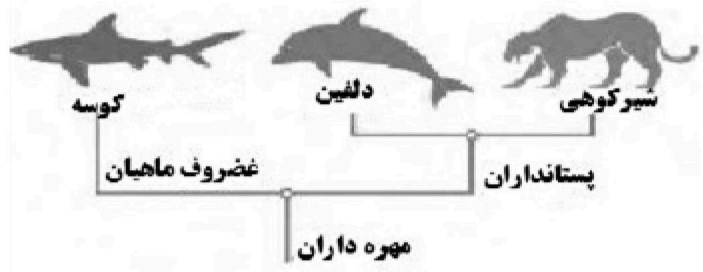 شیرکوهی
دلفین
کوسه
پستانداران
غضروف ماهیان
مهره داران